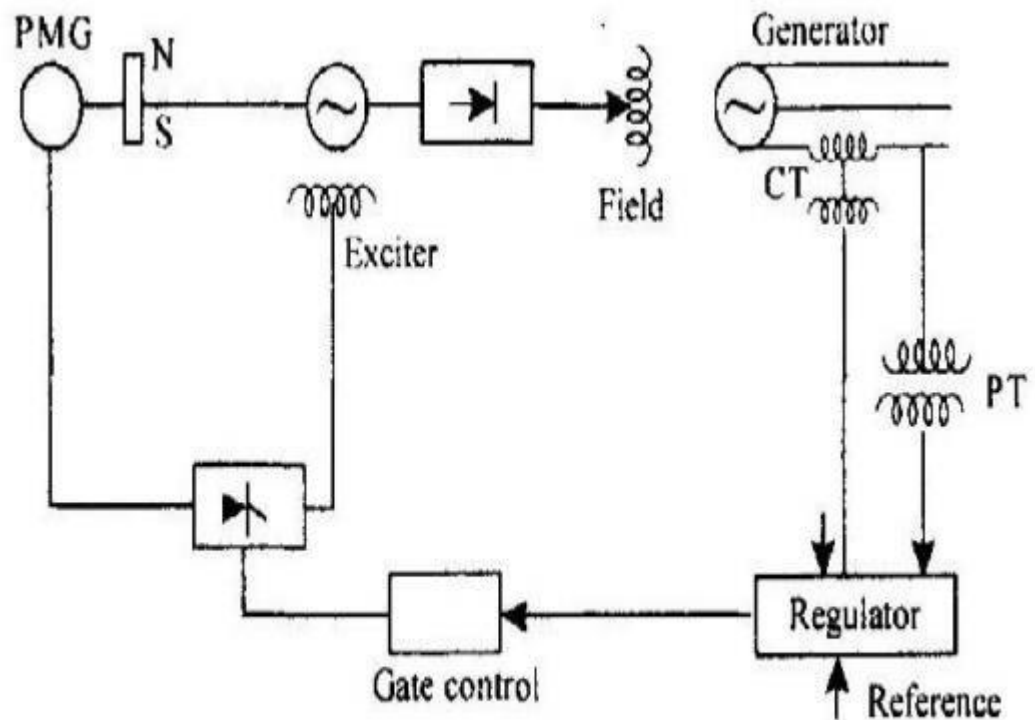 PMG
N
S
Generator
CT
Field
Exciter
PT
Regulator
Gate control
Reference